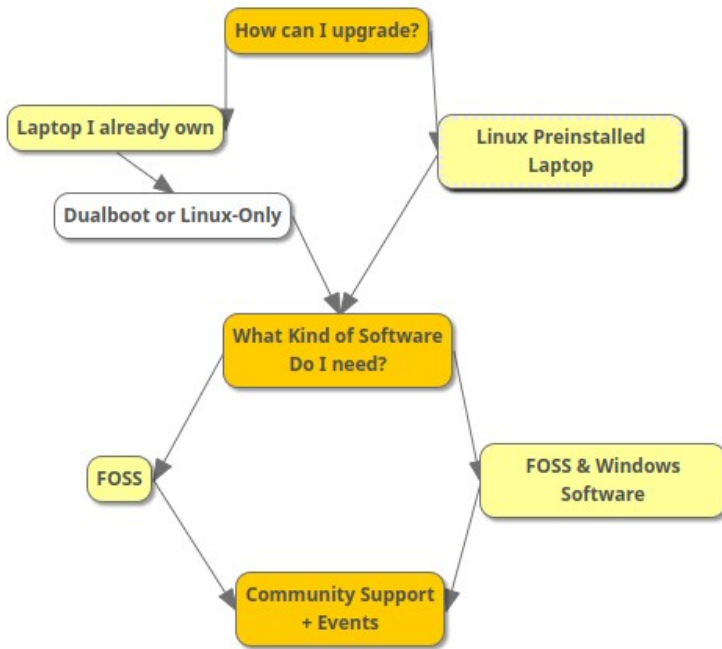 How can I upgrade?
Laptop I already own
Linux Preinstalled
Laptop
Dualboot or Linux-Only
What Kind of Software
Do I need?
FOSS
FOSS & Windows
Software
Community Support
+ Events